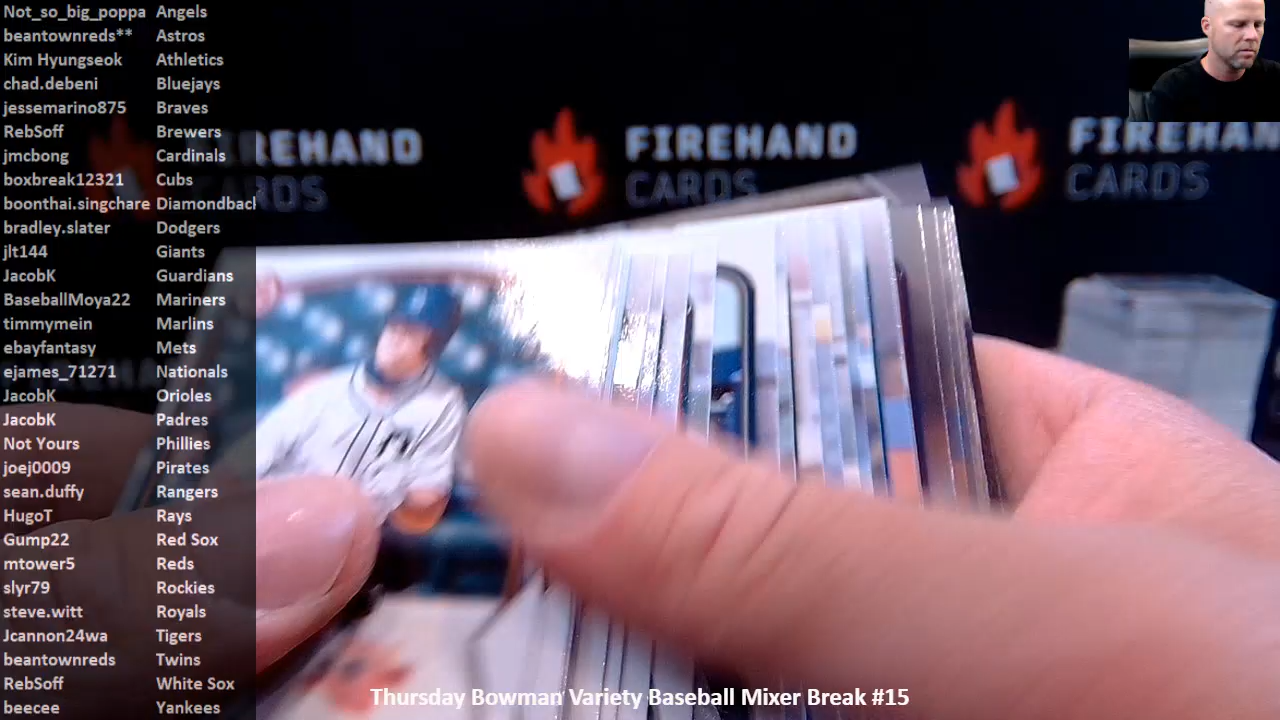 Not_so_big_poppa Angels
beantownreds** Astros
Kim Hyungseok Athletics
chad.debeni Bluejays
jessemarino875 Braves
RebSoff Brewers
jmcbong Cardinals
boxbreak12321 Cubs
boonthai.singchare Diamondback
bradley.slater Dodgers
jlt144 Giants
JacobK Guardians
BaseballMoya22 Mariners
timmymein Marlins
ebayfantasy Mets
ejames_71271 Nationals
JacobK Orioles
JacobK Padres
Not Yours Phillies
joej0009 Pirates
sean.duffy Rangers
HugoT Rays
Gump22 Red Sox
mtower5 Reds
slyr79 Rockies
steve.witt Royals
Jcannon24wa Tigers
beantownreds Twins
RebSoff White Sox
beecee Yankees
FIREHAND
CARDS
FIREHAND
CARDS
FIREHAND
CARDS
Thursday Bowman Variety Baseball Mixer Break #15